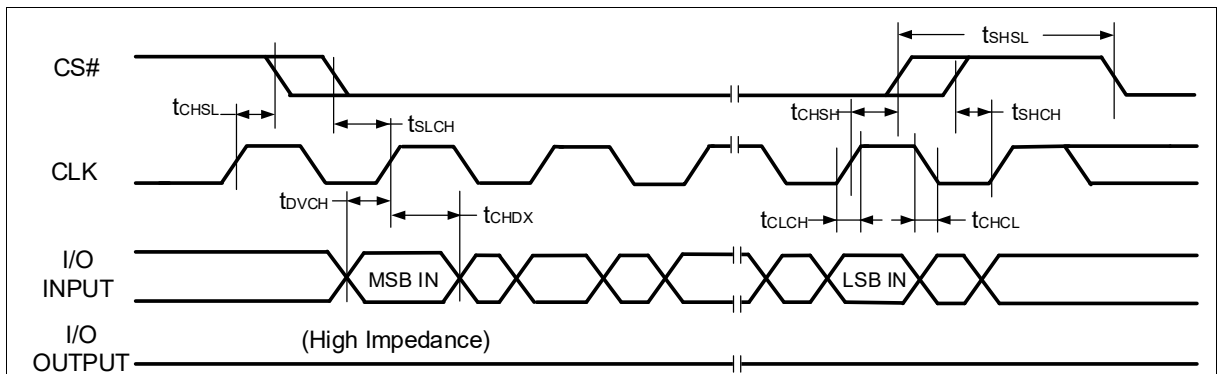 tSHSL
CS#
tCHSL
tSLCH
tCHSH
tSHCH
CLK
tDVCH
tCHDX
tCLCH
tCHCL
I/O
INPUT
MSB IN
LSB IN
I/O
OUTPUT
(High Impedance)